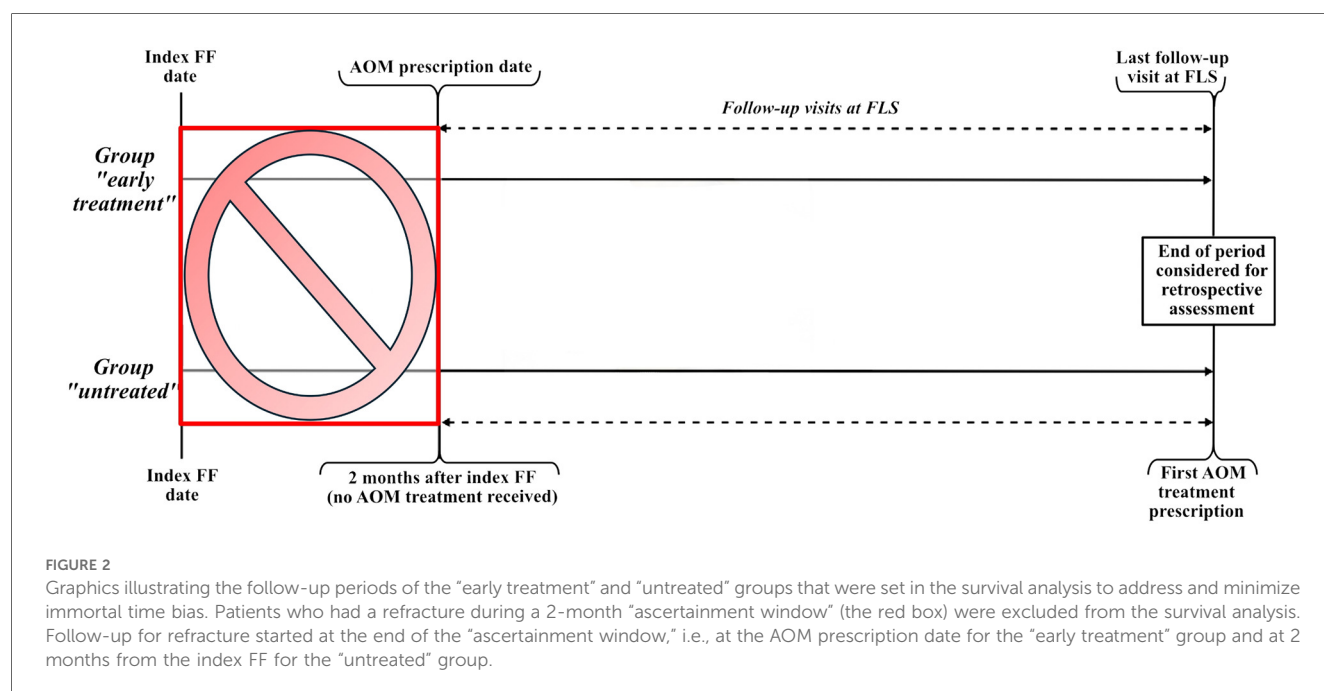 Index FF
date
AOM prescription date
Last follow-up
visit at FLS
Follow-up visits at FLS
Group
"early
treatment"
End of period
considered for
retrospective
assessment
Group
"untreated"
Index FF
date
2 months after index FF
(no AOM treatment received)
First AOM
treatment
prescription
FIGURE 2
Graphics illustrating the follow-up periods of the “early treatment” and “untreated” groups that were set in the survival analysis to address and minimize
immortal time bias. Patients who had a refracture during a 2-month “ascertainment window” (the red box) were excluded from the survival analysis.
Follow-up for refracture started at the end of the “ascertainment window,” i.e., at the AOM prescription date for the “early treatment” group and at 2
months from the index FF for the “untreated” group.